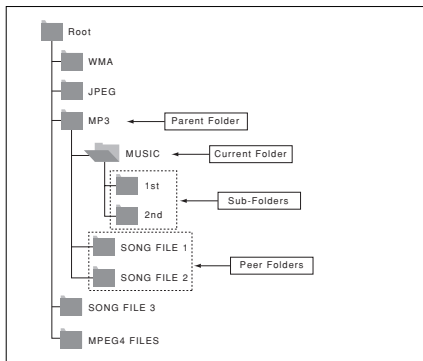 Root
WMA
JPEG
MP3 Parent Folder
MUSIC Current Folder
1st
Sub-Folders
2nd
SONG FILE 1
Peer Folders
SONG FILE 2
SONG FILE 3
MPEG4 FILES